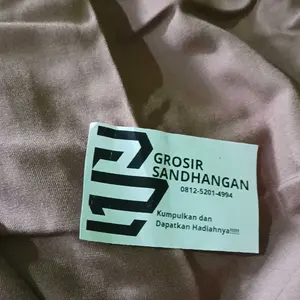 GROSIR
SANDHANGAN
0812-5201-4994
Kumpulkan dan
Dapatkan Hadiahnya!!!!!